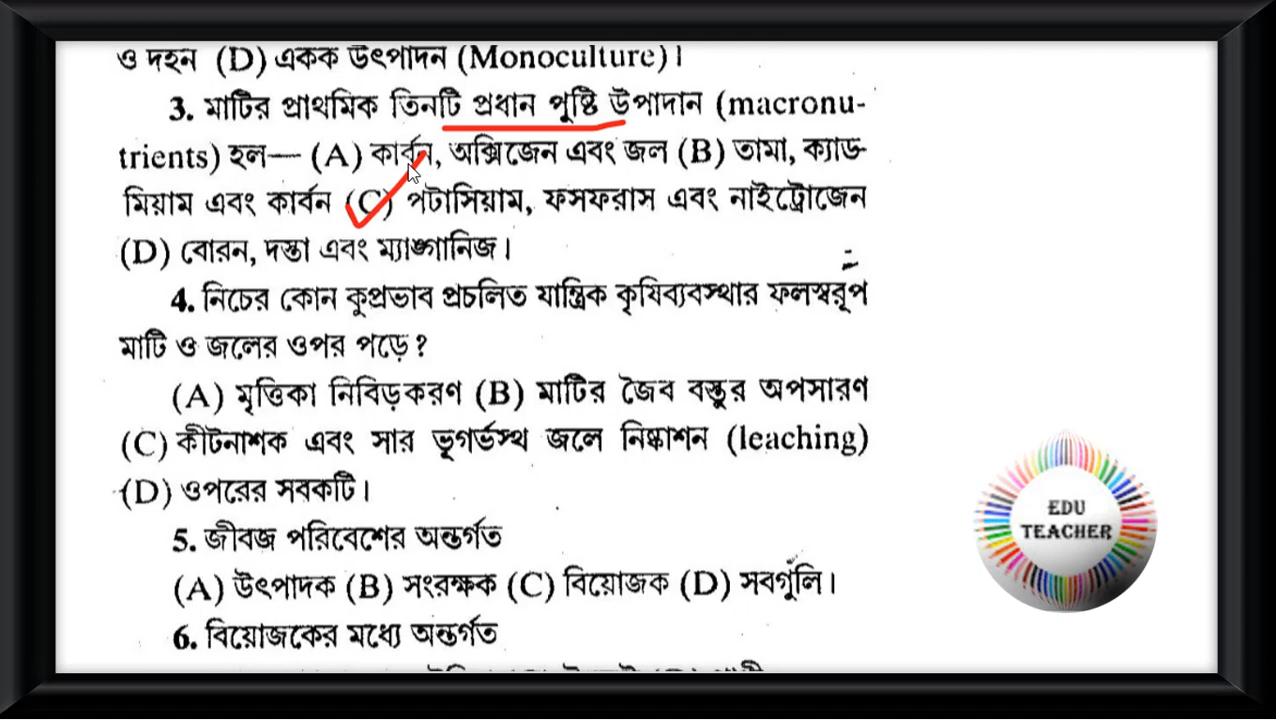 ও দহন (D) একক উৎপাদন (Monoculture)।
3. মাটির প্রাথমিক তিনটি প্রধান পুষ্টি উপাদান (macronu-
trients) হল— (A) কার্বন, অক্সিজেন এবং জল (B) তামা, ক্যাড-
মিয়াম এবং কার্বন (C) পটাসিয়াম, ফসফরাস এবং নাইট্রোজেন
(D) বোরন, দস্তা এবং ম্যাঙ্গানিজ।
4. নিচের কোন কুপ্রভাব প্রচলিত যান্ত্রিক কৃষিব্যবস্থার ফলস্বরূপ
মাটি ও জলের ওপর পড়ে?
(A) মৃত্তিকা নিবিড়করণ (B) মাটির জৈব বস্তুর অপসারণ
(C) কীটনাশক এবং সার ভূগর্ভস্থ জলে নিষ্কাশন (leaching)
(D) ওপরের সবকটি।
5. জীবজ পরিবেশের অন্তর্গত
(A) উৎপাদক (B) সংরক্ষক (C) বিয়োজক (D) সবগুলি।
6. বিয়োজকের মধ্যে অন্তর্গত
EDU
TEACHER